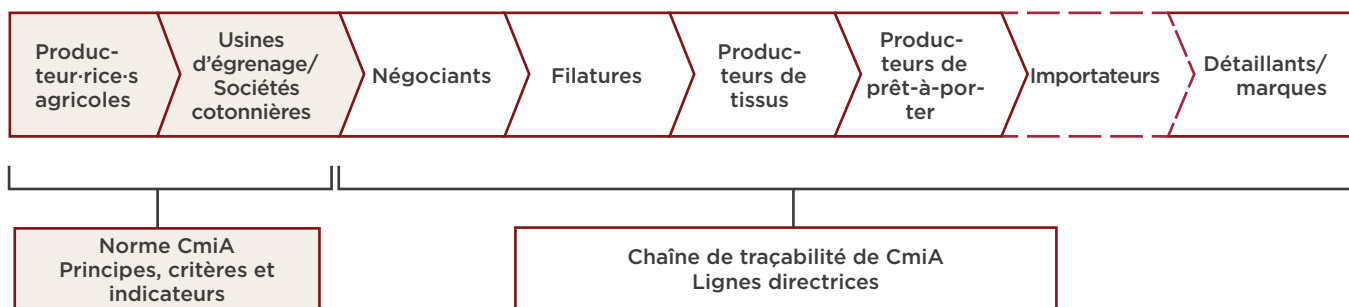 Produc-
teur·rice·s
agricoles
Usines
d’égrenage/
Sociétés
cotonnières
Négociants
Filatures
Produc-
teurs de
tissus
Produc-
teurs de
prêt-à-por-
ter
Importateurs
Détaillants/
marques
Norme CmiA
Principes, critères et
indicateurs
Chaîne de traçabilité de CmiA
Lignes directrices